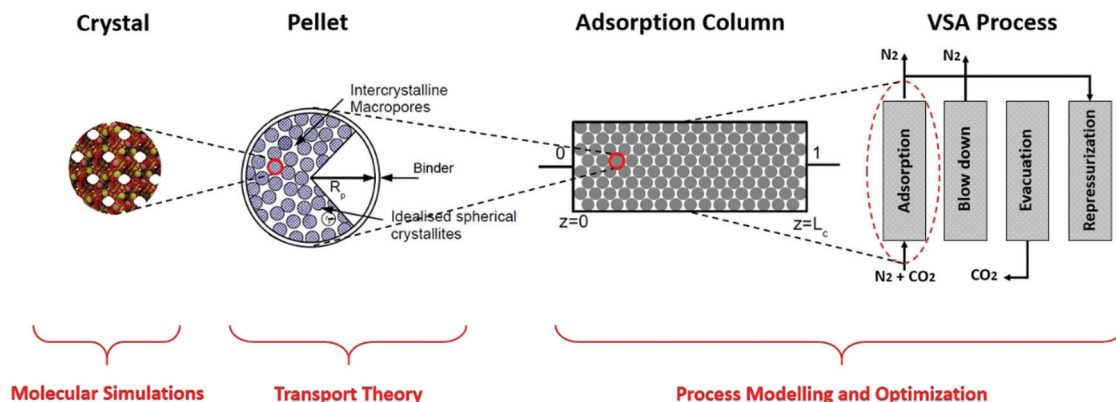 Crystal
Pellet
Adsorption Column
VSA Process
Intercrystalline
Macropores
Binder
Rp
Idealised spherical
crystallites
0
1
z=0
z=Lc
N2
N2
Adsorption
Blow down
Evacuation
Repressurization
N2 + CO2
CO2
Molecular Simulations
Transport Theory
Process Modelling and Optimization